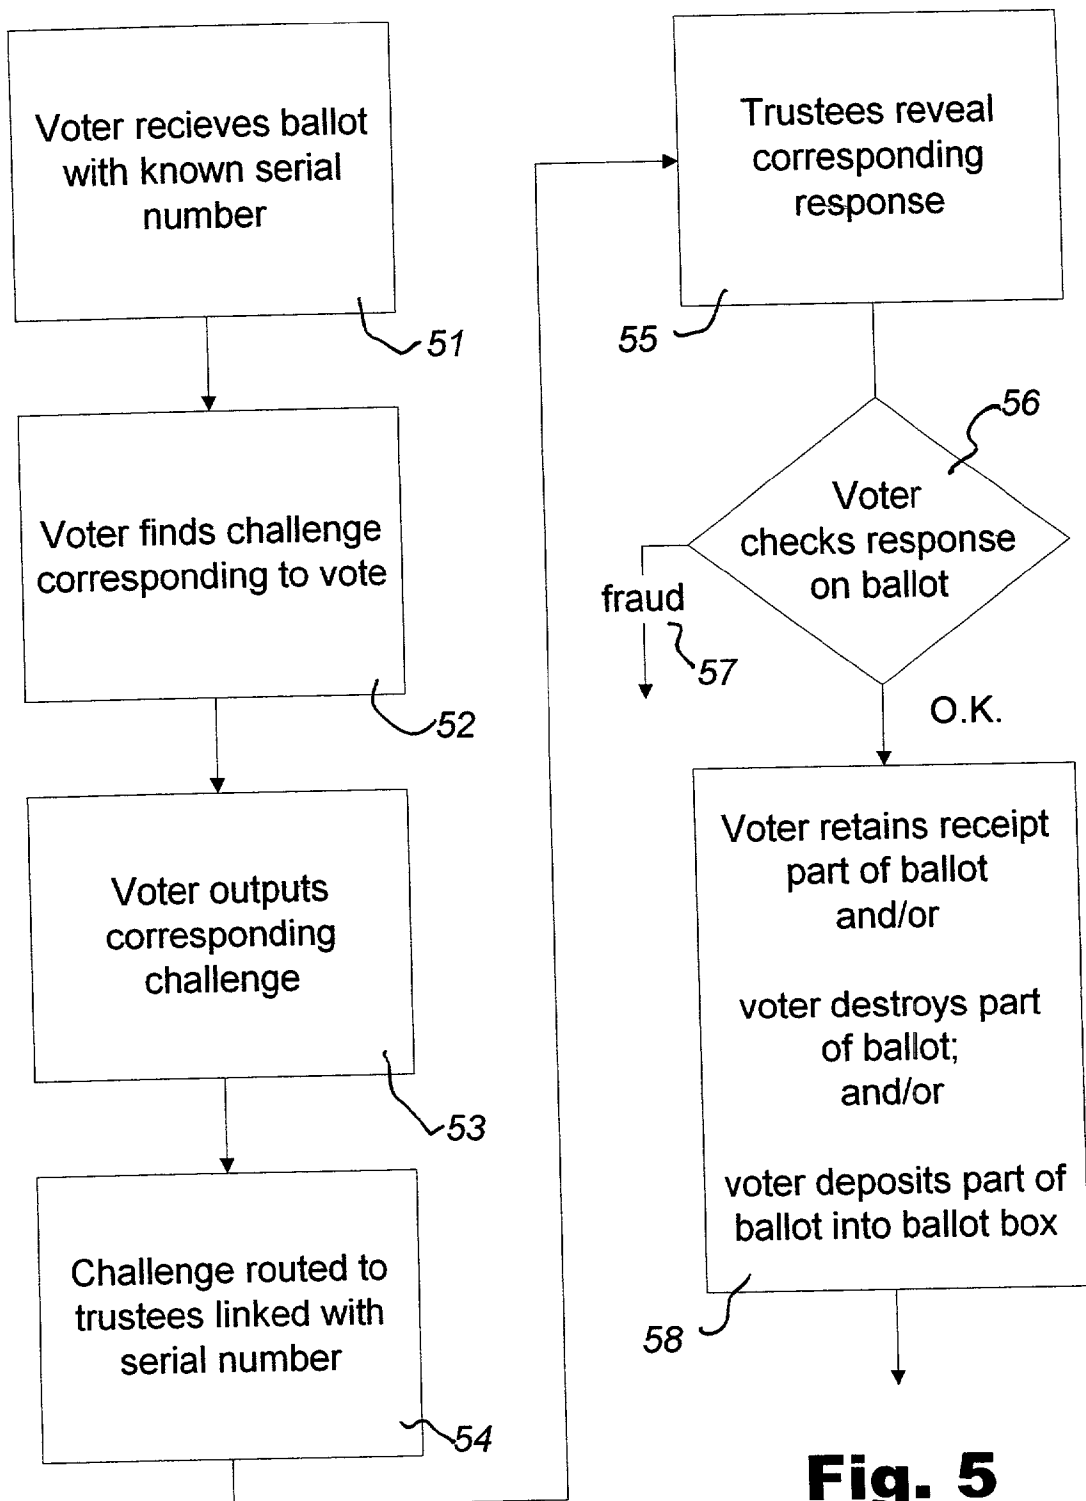 Voter recieves ballot
with known serial
number
51
Voter finds challenge
corresponding to vote
52
Voter outputs
corresponding
challenge
53
Challenge routed to
trustees linked with
serial number
54
Trustees reveal
corresponding
response
55
56
Voter
checks response
on ballot
fraud
57
O.K.
Voter retains receipt
part of ballot
and/or
voter destroys part
of ballot;
and/or
voter deposits part of
ballot into ballot box
58
Fig. 5